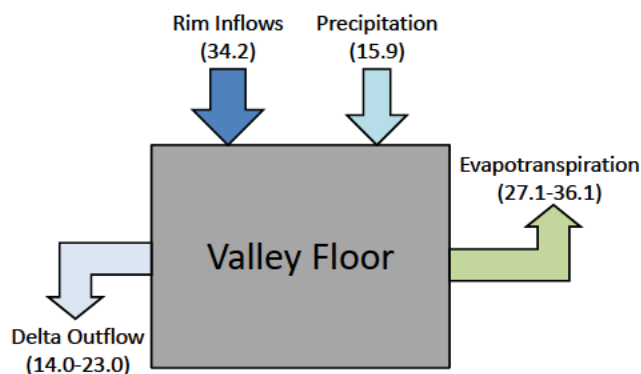 Rim Inflows
(34.2)
Precipitation
(15.9)
Evapotranspiration
(27.1-36.1)
Valley Floor
Delta Outflow
(14.0-23.0)